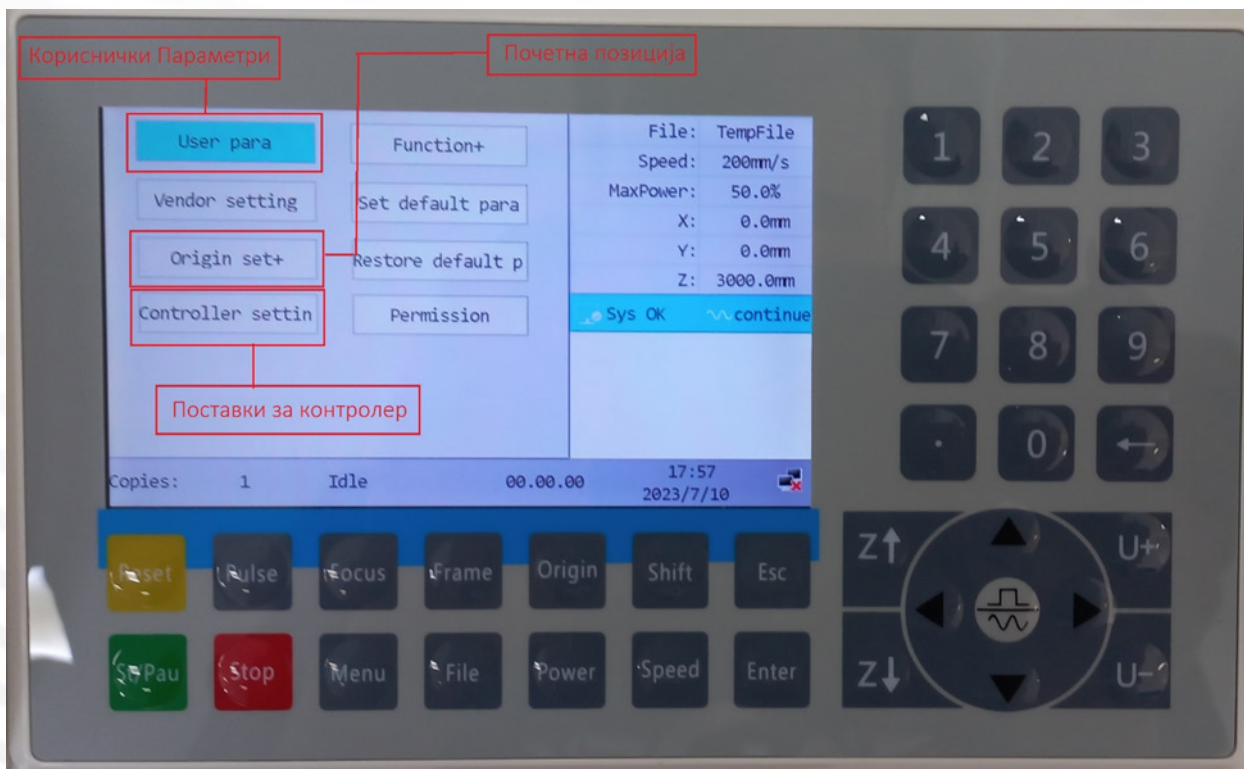 Кориснички Параметри
Почетна позиција
User para
Function+
Vendor setting
Set default para
Origin set+
Restore default p
Controller settin
Permission
Поставки за контролер
File: TempFile
Speed: 200mm/s
MaxPower: 50.0%
X: 0.0mm
Y: 0.0mm
Z: 3000.0mm
Sys OK continue
Copies: 1 Idle 00.00.00 17:57
2023/7/10
1 2 3
4 5 6
7 8 9
. 0 ←
Reset Pulse Focus Frame Origin Shift Esc
St/Pau Stop Menu File Power Speed Enter
Z↑ U+
Z↓ U-